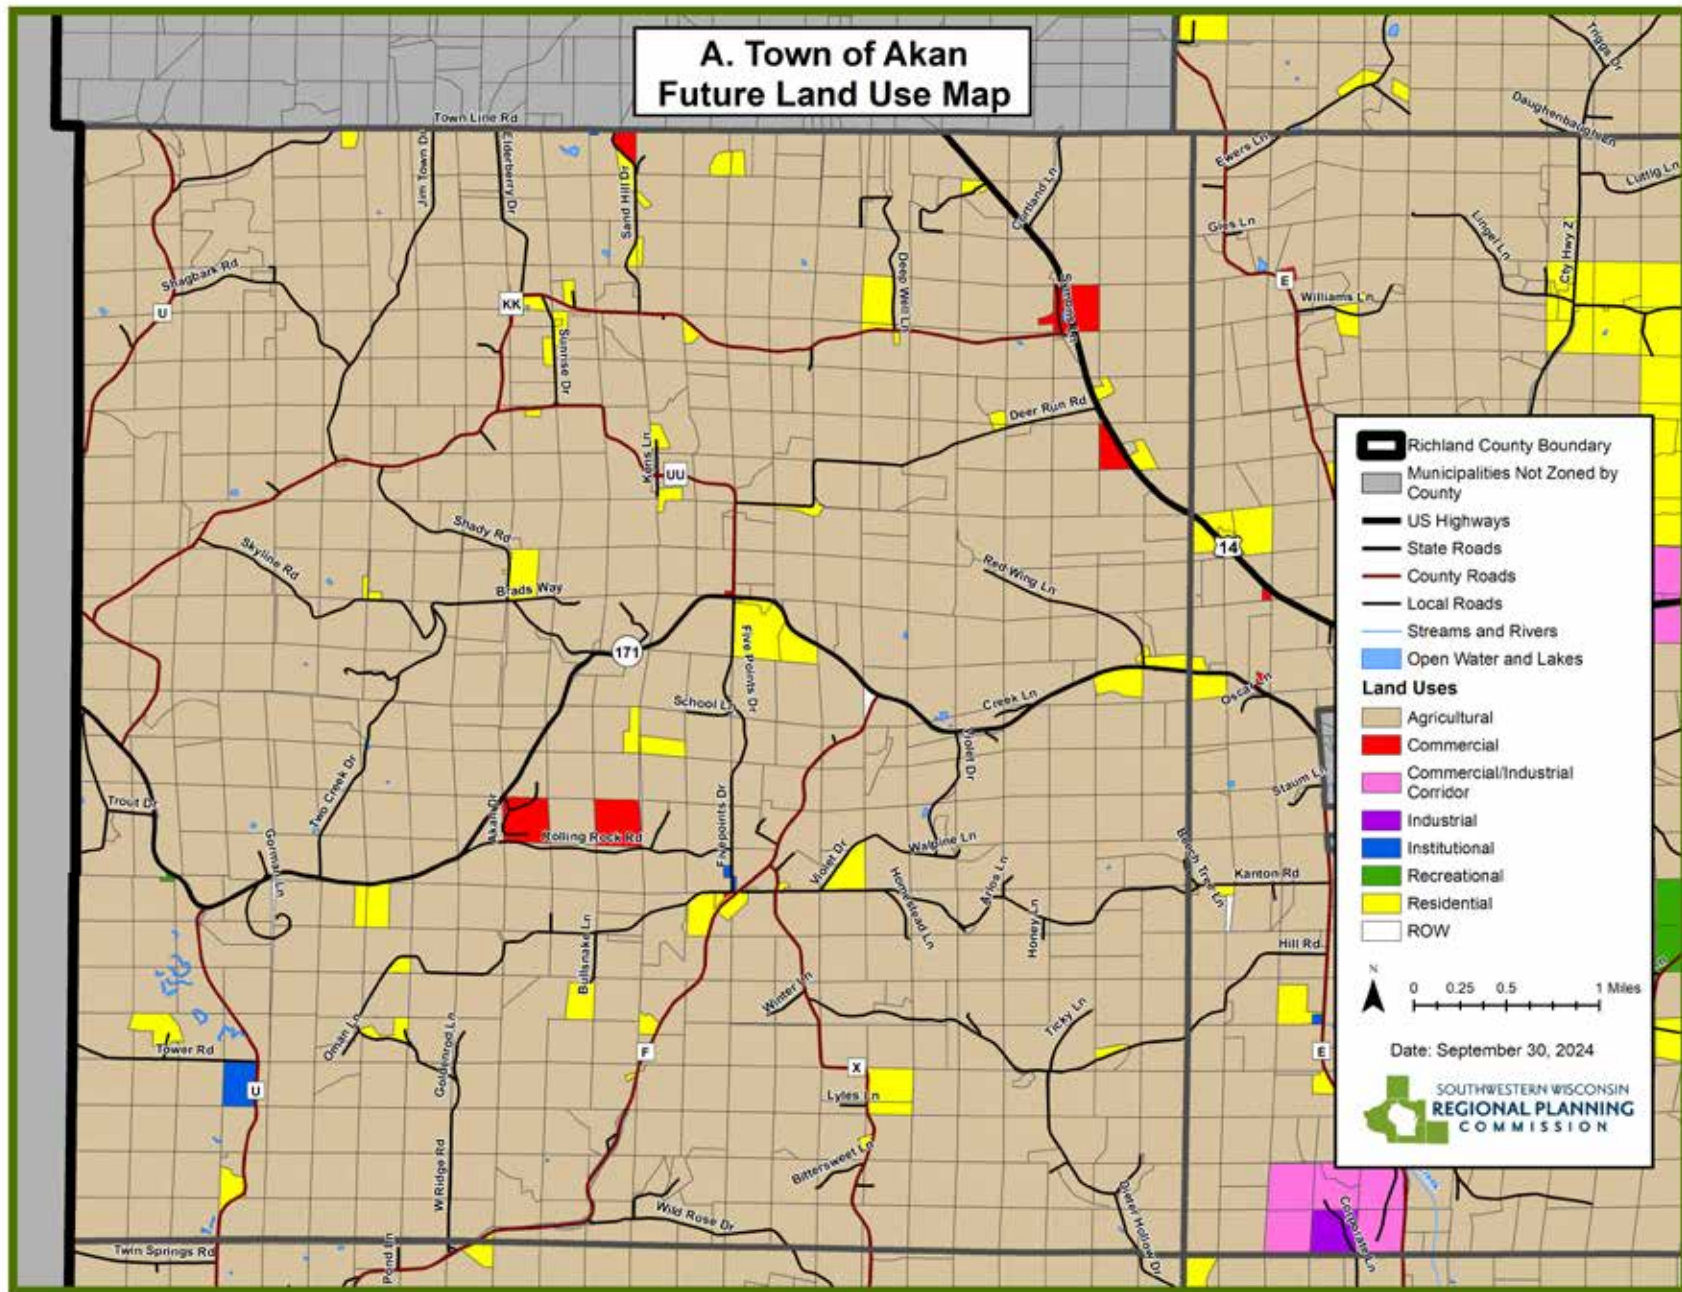 A. Town of Akan
Future Land Use Map
Town Line Rd
Triggs Dr
Daughenbaugh Ln
Ewers Ln
Luttig Ln
Jim Town Dr
Elderberry Dr
Sand Hill Dr
Cortland Ln
Gies Ln
Lingel Ln
Cty Hwy Z
Shagbark Rd
U
KK
Deep Well Ln
E
Williams Ln
Sunrise Dr
Deer Run Rd
UU
Shady Rd
Skyline Rd
Brads Way
Red Wing Ln
14
171
Five Points Dr
School Ln
Creek Ln
Oscar Ln
Violet Dr
Two Creek Dr
Trout Dr
Staum Ln
Akan Dr
Rolling Rock Rd
Fivepoints Dr
Gorman Ln
Violet Dr
Walpine Ln
Beech Tree Ln
Kanton Rd
Homestead Ln
Arlos Ln
Honey Ln
Hill Rd
Bullsnake Ln
Winter Ln
Ticky Ln
Oman Ln
Goldenrod Ln
Tower Rd
U
F
X
E
Lyles Ln
Bittersweet Ln
W Ridge Rd
Wild Rose Dr
Dieter Hollow Dr
Corporate Ln
Twin Springs Rd
Pond Ln
Richland County Boundary
Municipalities Not Zoned by
County
US Highways
State Roads
County Roads
Local Roads
Streams and Rivers
Open Water and Lakes
Land Uses
Agricultural
Commercial
Commercial/Industrial
Corridor
Industrial
Institutional
Recreational
Residential
ROW
N
0 0.25 0.5 1 Miles
Date: September 30, 2024
SOUTHWESTERN WISCONSIN
REGIONAL PLANNING
COMMISSION